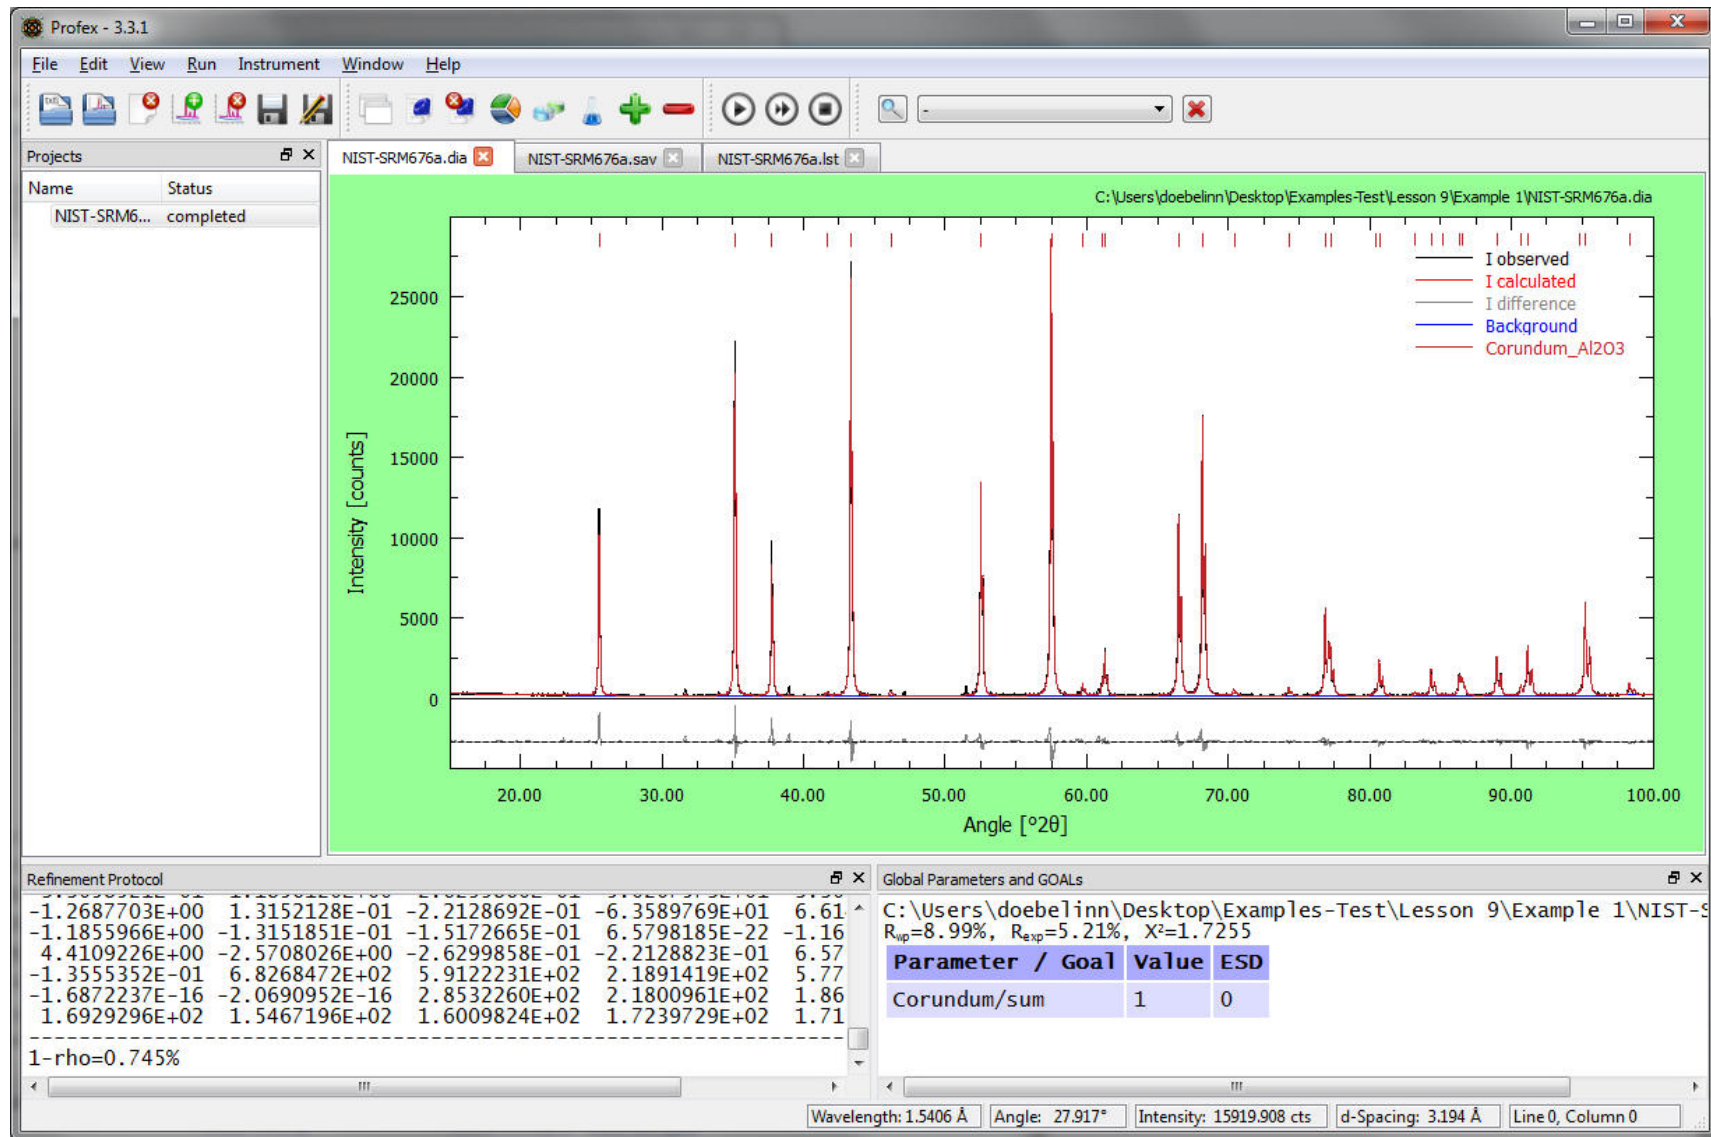 Profex - 3.3.1
File Edit View Run Instrument Window Help
-
Projects
Name Status
NIST-SRM6... completed
NIST-SRM676a.dia NIST-SRM676a.sav NIST-SRM676a.lst
C:\Users\doebelinn\Desktop\Examples-Test\Lesson 9\Example 1\NIST-SRM676a.dia
I observed
I calculated
I difference
Background
Corundum_Al2O3
25000
20000
15000
10000
5000
0
Intensity [counts]
20.00 30.00 40.00 50.00 60.00 70.00 80.00 90.00 100.00
Angle [°2θ]
Refinement Protocol
-1.2687703E+00 1.3152128E-01 -2.2128692E-01 -6.3589769E+01 6.61
-1.1855966E+00 -1.3151851E-01 -1.5172665E-01 6.5798185E-22 -1.16
4.4109226E+00 -2.5708026E+00 -2.6299858E-01 -2.2128823E-01 6.57
-1.3555352E-01 6.8268472E+02 5.9122231E+02 2.1891419E+02 5.77
-1.6872237E-16 -2.0690952E-16 2.8532260E+02 2.1800961E+02 1.86
1.6929296E+02 1.5467196E+02 1.6009824E+02 1.7239729E+02 1.71
1-rho=0.745%
Global Parameters and GOALs
C:\Users\doebelinn\Desktop\Examples-Test\Lesson 9\Example 1\NIST-S
Rwp=8.99%, Rexp=5.21%, X²=1.7255
Parameter / Goal Value ESD
Corundum/sum 1 0
Wavelength: 1.5406 Å Angle: 27.917° Intensity: 15919.908 cts d-Spacing: 3.194 Å Line 0, Column 0